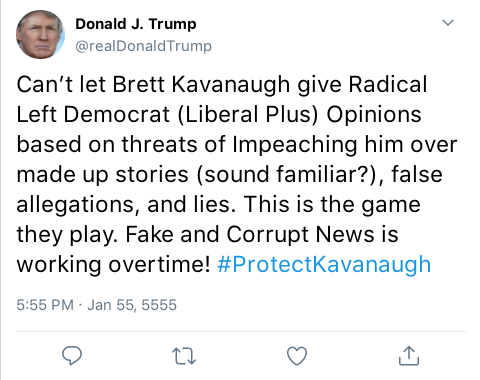 Donald J. Trump
@realDonaldTrump
Can’t let Brett Kavanaugh give Radical
Left Democrat (Liberal Plus) Opinions
based on threats of Impeaching him over
made up stories (sound familiar?), false
allegations, and lies. This is the game
they play. Fake and Corrupt News is
working overtime! #ProtectKavanaugh
5:55 PM · Jan 55, 5555